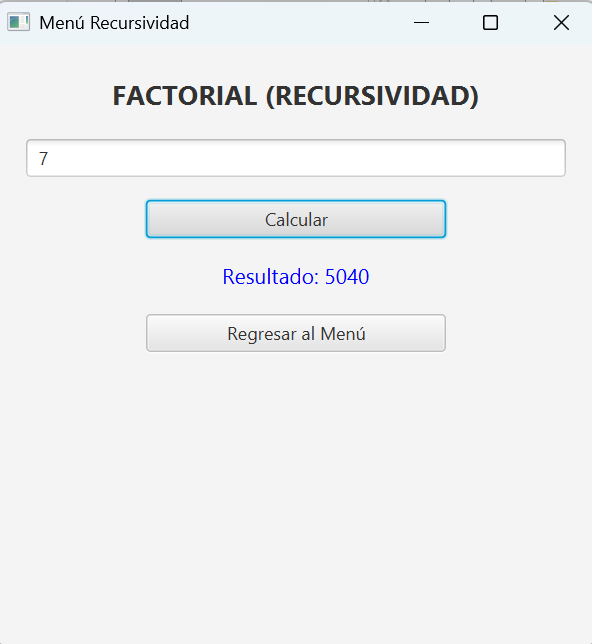 Menú Recursividad
FACTORIAL (RECURSIVIDAD)
7
Calcular
Resultado: 5040
Regresar al Menú